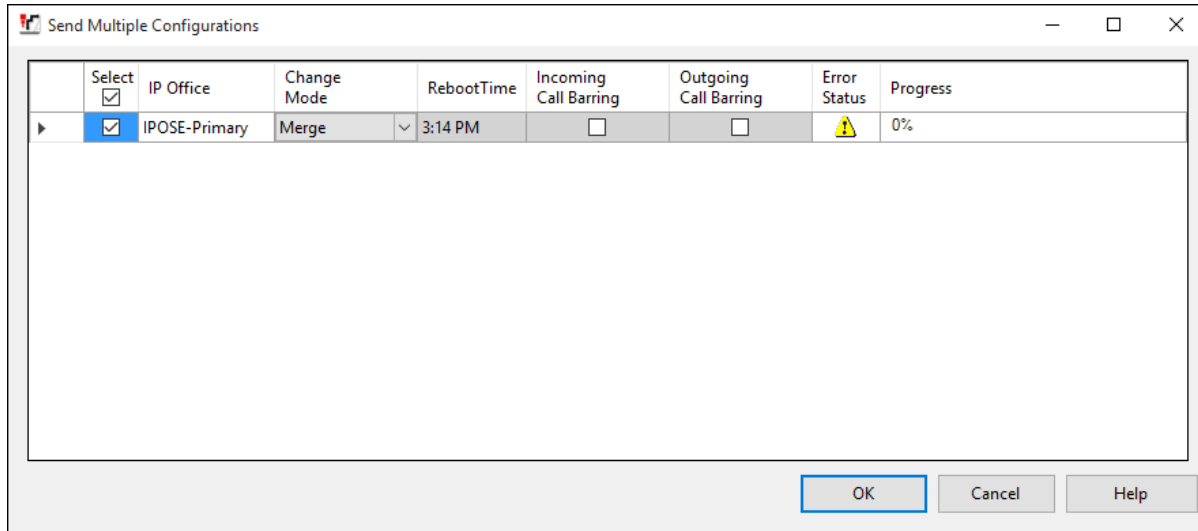 Send Multiple Configurations
Select IP Office Change Mode RebootTime Incoming Call Barring Outgoing Call Barring Error Status Progress
IPOSE-Primary Merge 3:14 PM 0%
OK Cancel Help